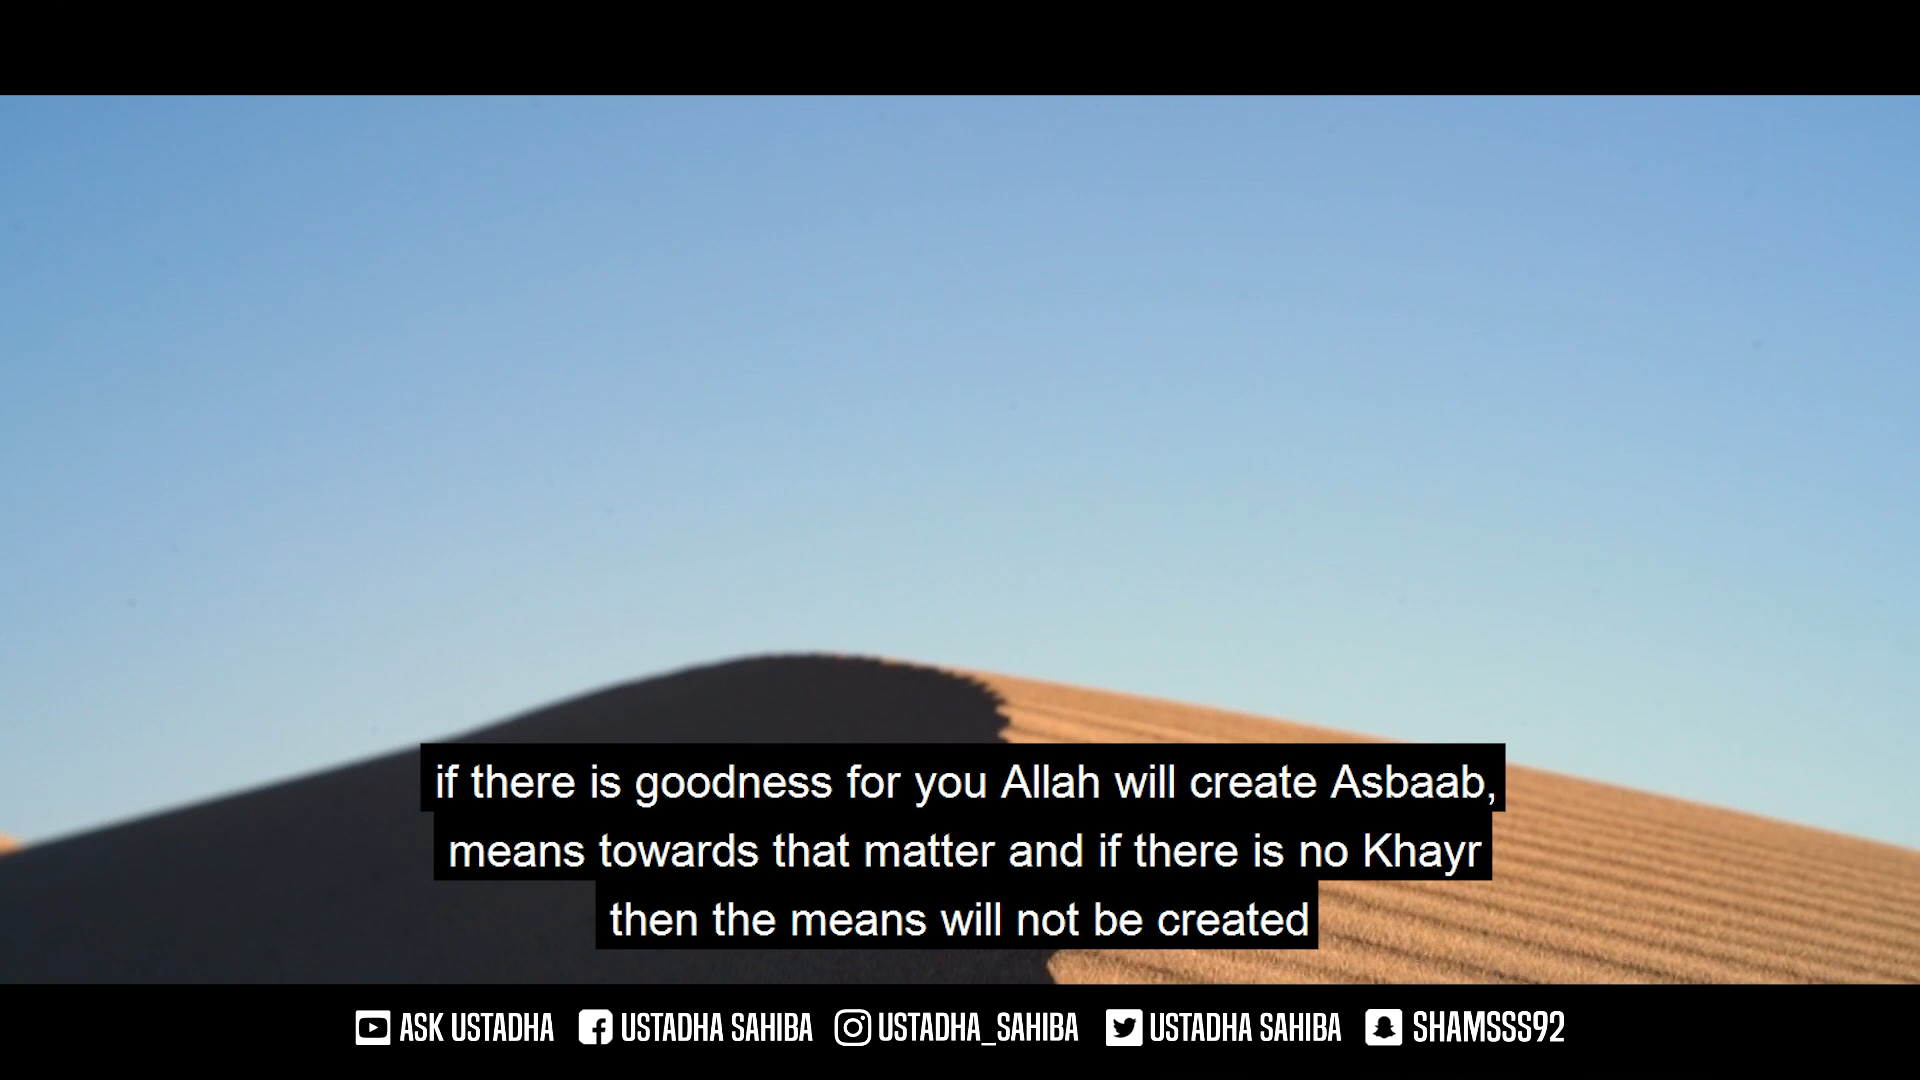 if there is goodness for you Allah will create Asbaab,
means towards that matter and if there is no Khayr
then the means will not be created
ASK USTADHA USTADHA SAHIBA USTADHA_SAHIBA USTADHA SAHIBA SHAMSSS92